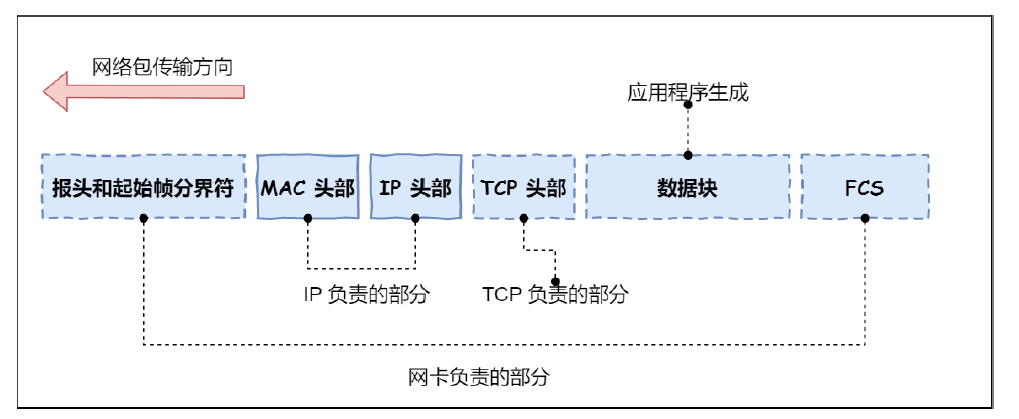 网络包传输方向
应用程序生成
报头和起始帧分界符 MAC 头部 IP 头部 TCP 头部 数据块 FCS
IP 负责的部分 TCP 负责的部分
网卡负责的部分